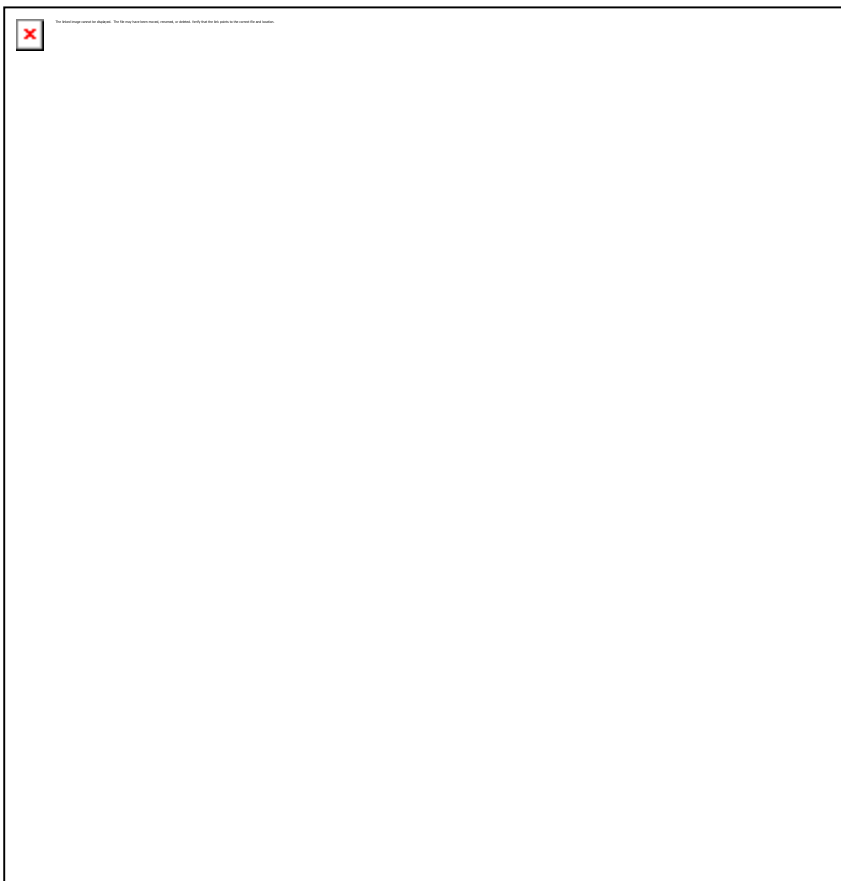 The linked image cannot be displayed. The file may have been moved, renamed, or deleted. Verify that the link points to the correct file and location.